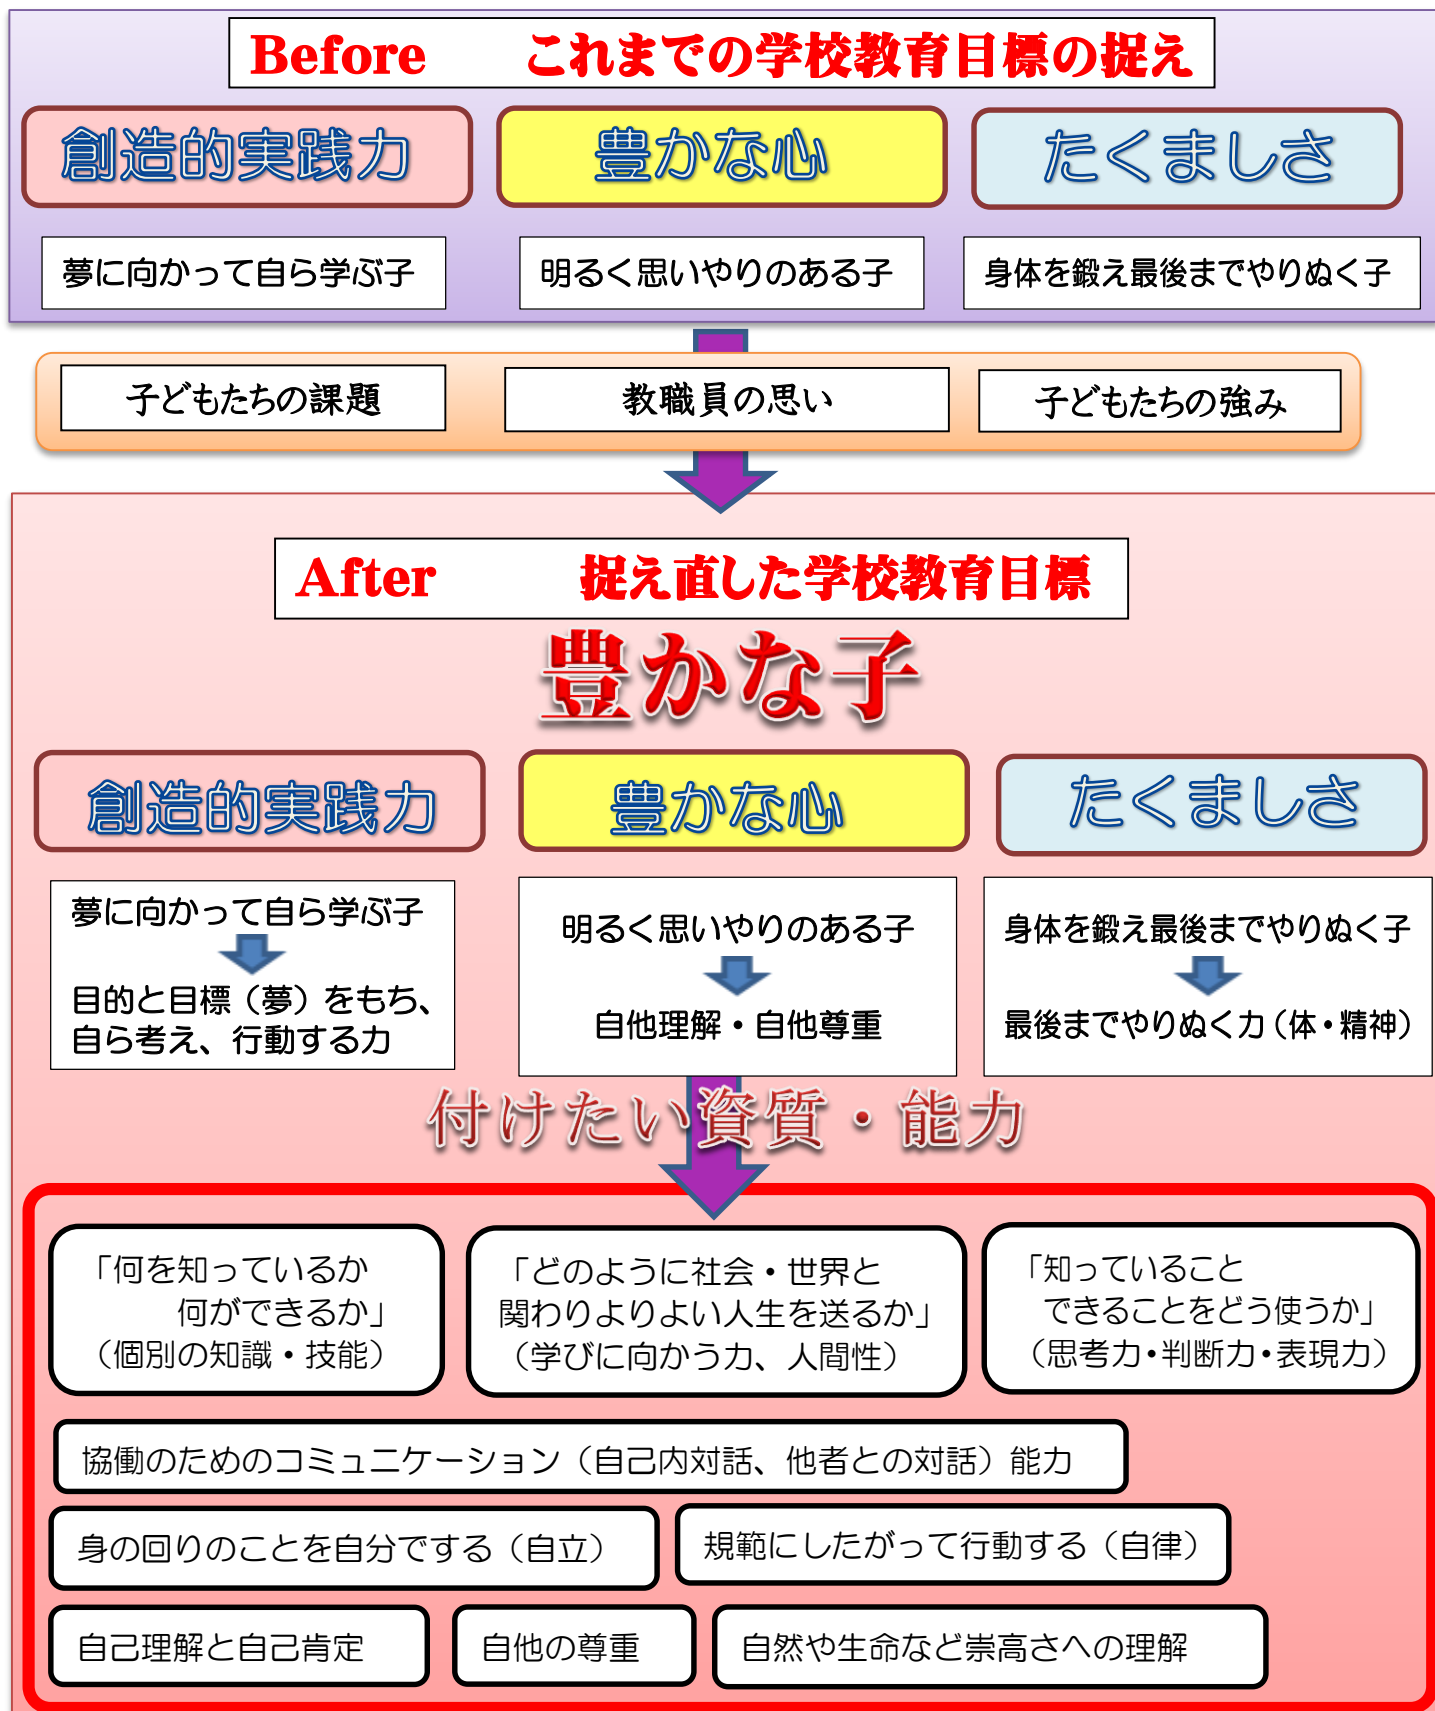 Before これまでの学校教育目標の捉え
創造的実践力
豊かな心
たくましさ
夢に向かって自ら学ぶ子
明るく思いやりのある子
身体を鍛え最後までやりぬく子
子どもたちの課題
教職員の思い
子どもたちの強み
After 捉え直した学校教育目標
豊かな子
創造的実践力
豊かな心
たくましさ
夢に向かって自ら学ぶ子
目的と目標（夢）をもち、
自ら考え、行動する力
明るく思いやりのある子
自他理解・自他尊重
身体を鍛え最後までやりぬく子
最後までやりぬく力（体・精神）
付けたい資質・能力
「何を知っているか
何ができるか」
（個別の知識・技能）
「どのように社会・世界と
関わりよりよい人生を送るか」
（学びに向かう力、人間性）
「知っていること
できることをどう使うか」
（思考力・判断力・表現力）
協働のためのコミュニケーション（自己内対話、他者との対話）能力
身の回りのことを自分でする（自立）
規範にしたがって行動する（自律）
自己理解と自己肯定
自他の尊重
自然や生命など崇高さへの理解